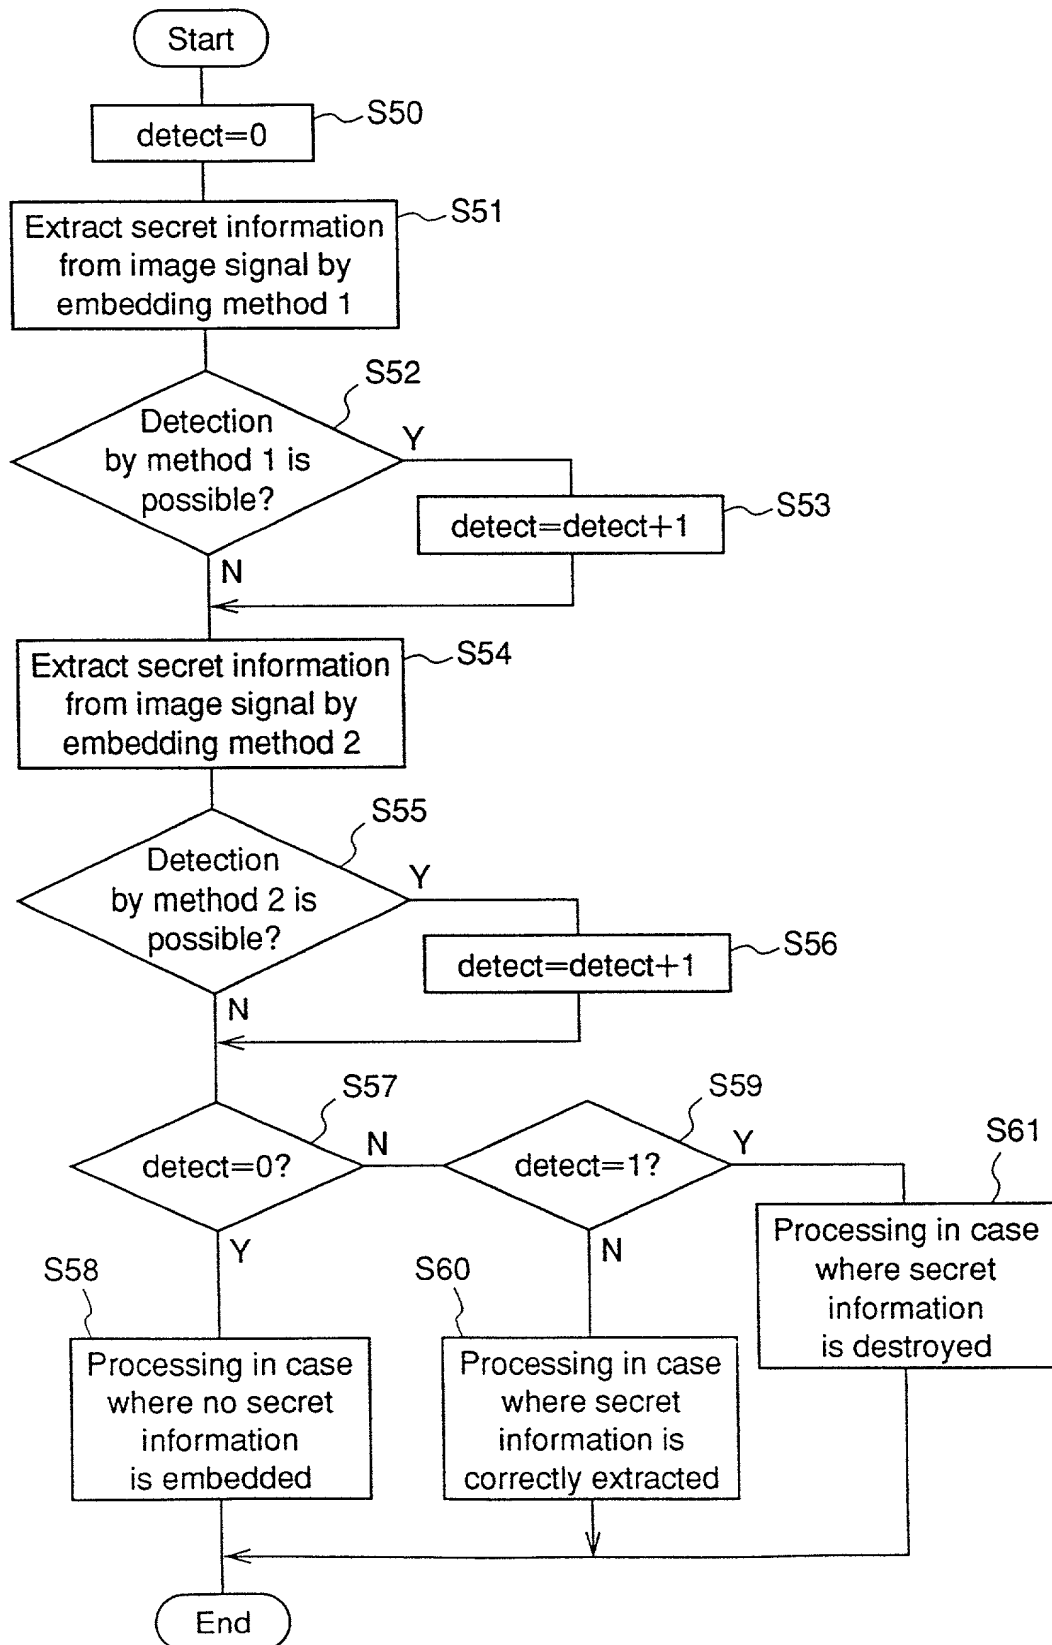 Start
detect=0
S50
Extract secret information
from image signal by
embedding method 1
S51
S52
Detection
by method 1 is
possible?
Y
N
detect=detect+1
S53
Extract secret information
from image signal by
embedding method 2
S54
S55
Detection
by method 2 is
possible?
Y
N
detect=detect+1
S56
S57
detect=0?
N
Y
S59
detect=1?
Y
N
S61
Processing in case
where secret
information
is destroyed
S58
Processing in case
where no secret
information
is embedded
S60
Processing in case
where secret
information is
correctly extracted
End